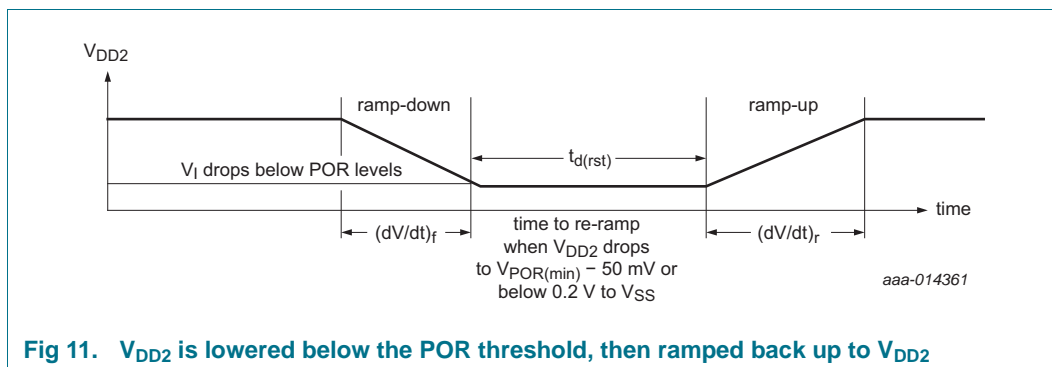 VDD2
ramp-down
ramp-up
td(rst)
VI drops below POR levels
time
(dV/dt)f
time to re-ramp
when VDD2 drops
to VPOR(min) − 50 mV or
below 0.2 V to VSS
(dV/dt)r
aaa-014361
Fig 11. VDD2 is lowered below the POR threshold, then ramped back up to VDD2